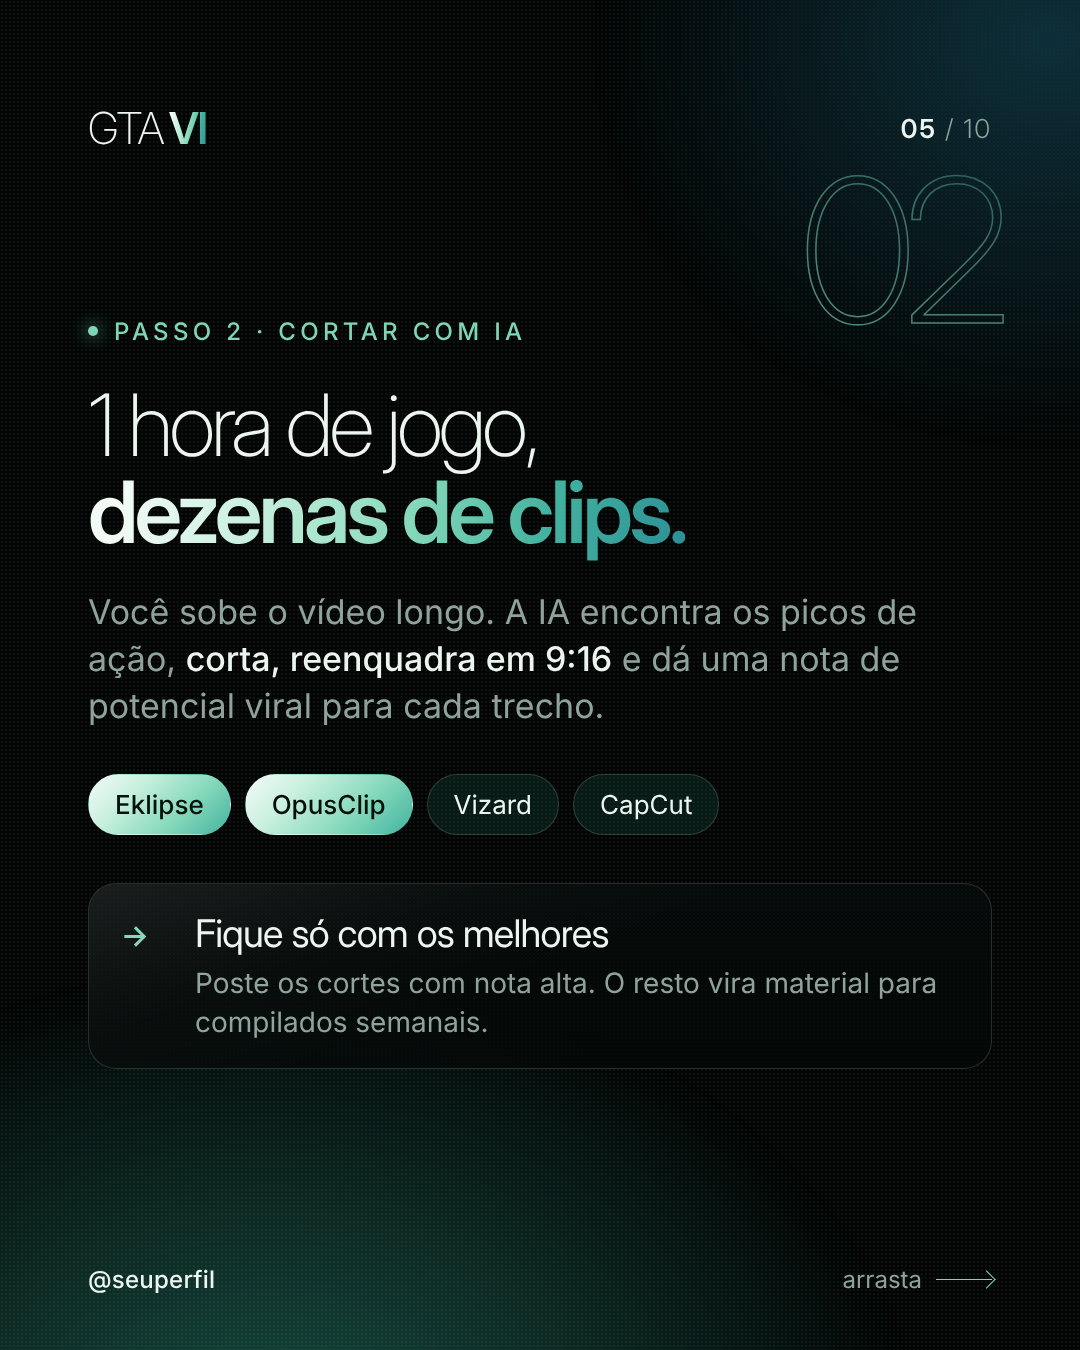 GTA VI
05 / 10
02
PASSO 2 · CORTAR COM IA
1 hora de jogo,
dezenas de clips.
Você sobe o vídeo longo. A IA encontra os picos de
ação, corta, reenquadra em 9:16 e dá uma nota de
potencial viral para cada trecho.
Eklipse
OpusClip
Vizard
CapCut
→ Fique só com os melhores
Poste os cortes com nota alta. O resto vira material para
compilados semanais.
@seuperfil
arrasta →